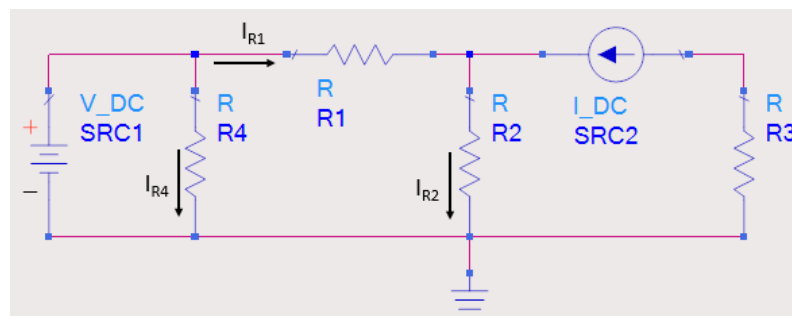 I_R1
V_DC
SRC1
R
R4
R
R1
R
R2
I_DC
SRC2
R
R3
+
−
I_R4
I_R2